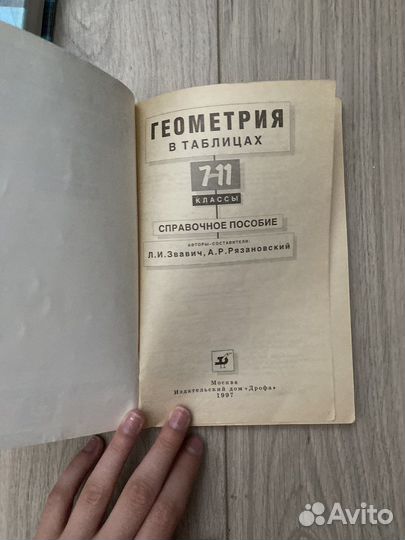 ГЕОМЕТРИЯ
В ТАБЛИЦАХ
7-11
КЛАССЫ
СПРАВОЧНОЕ ПОСОБИЕ
АВТОРЫ-СОСТАВИТЕЛИ:
Л.И.Звавич, А.Р.Рязановский
Москва
Издательский дом «Дрофа»
1997
Avito